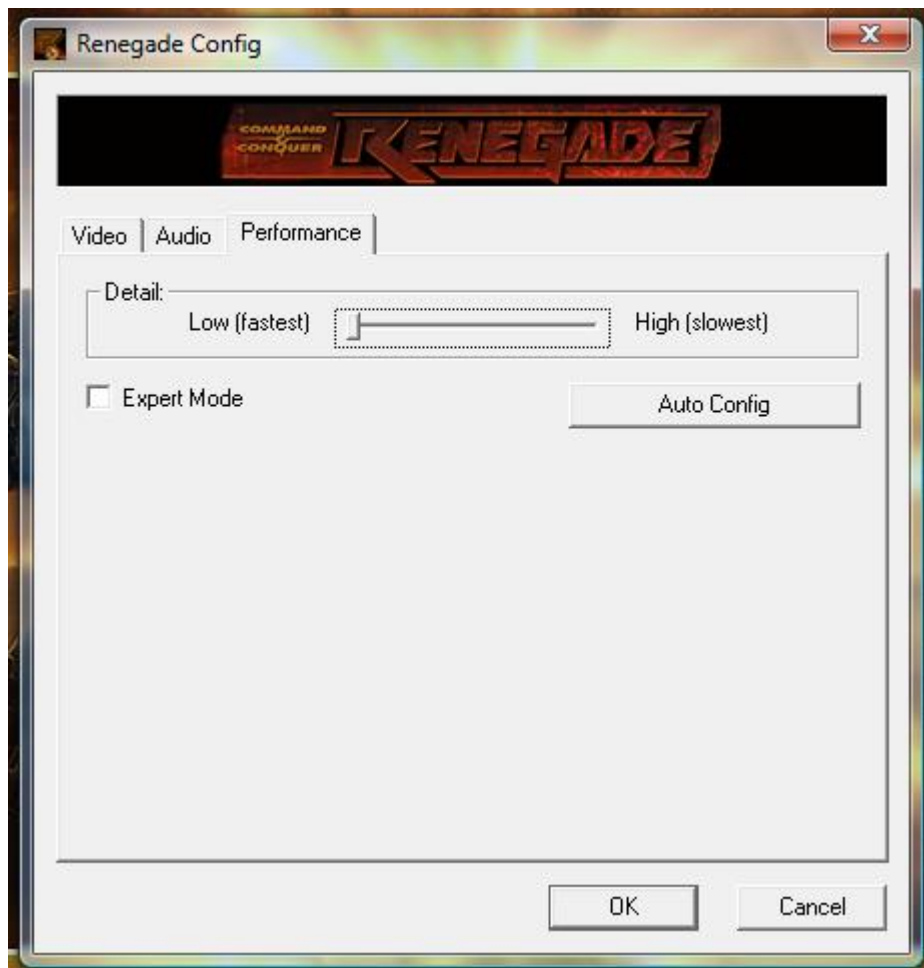 Renegade Config
COMMAND & CONQUER RENEGADE
Video Audio Performance
Detail:
Low (fastest) High (slowest)
Expert Mode Auto Config
OK Cancel